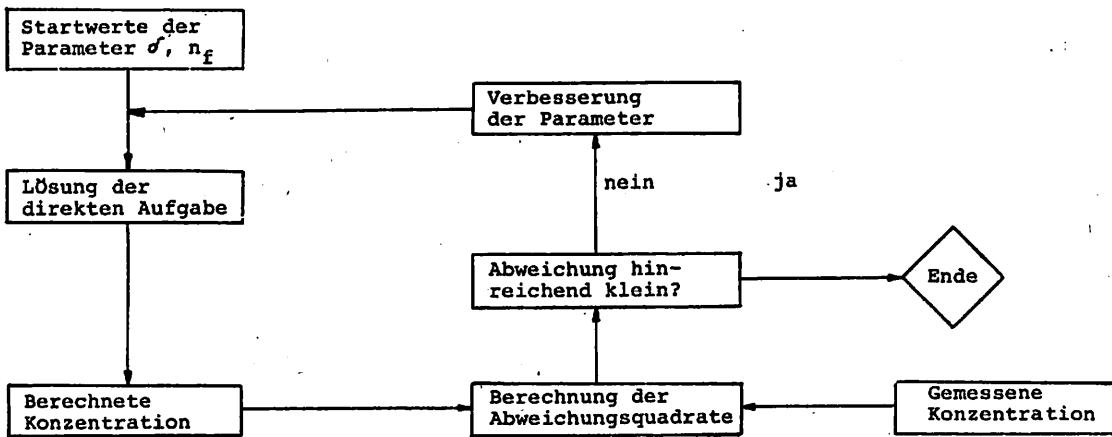 Startwerte der
Parameter δ, n_f
Verbesserung
der Parameter
Lösung der
direkten Aufgabe
nein
ja
Abweichung hin-
reichend klein?
Ende
Berechnete
Konzentration
Berechnung der
Abweichungsquadrate
Gemessene
Konzentration